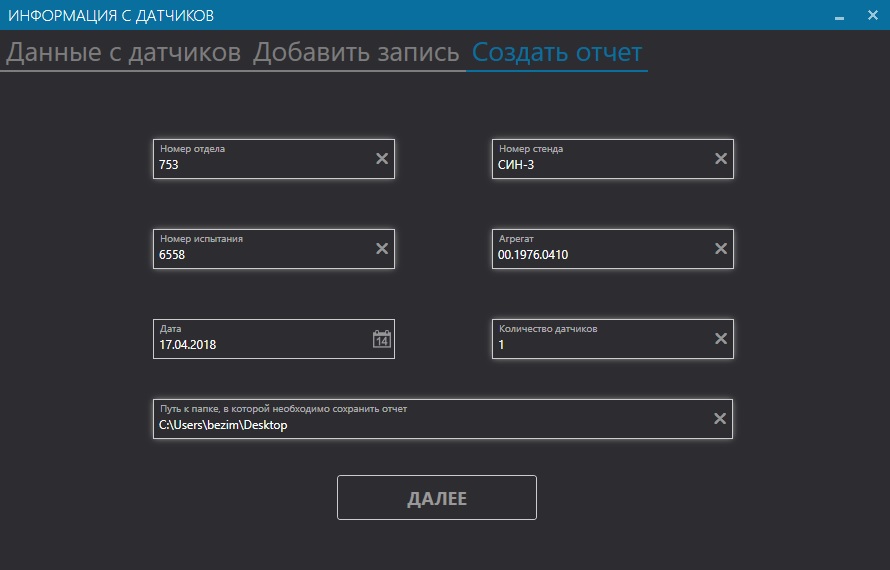 ИНФОРМАЦИЯ С ДАТЧИКОВ
Данные с датчиков Добавить запись Создать отчет
Номер отдела
753
Номер стенда
СИН-3
Номер испытания
6558
Агрегат
00.1976.0410
Дата
17.04.2018
14
Количество датчиков
1
Путь к папке, в которой необходимо сохранить отчет
C:\Users\bezim\Desktop
ДАЛЕЕ